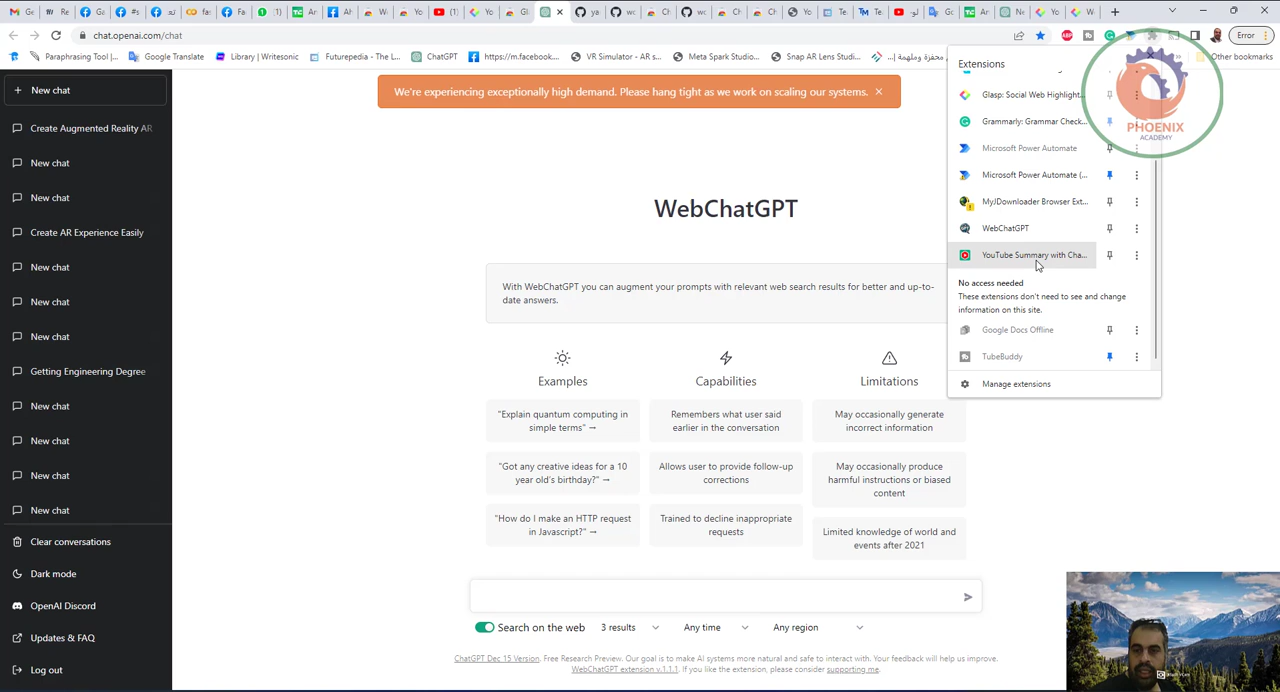 chat.openai.com/chat
Error
Paraphrasing Tool |...
Google Translate
Library | Writesonic
Futurepedia - The L...
ChatGPT
https://m.facebook....
VR Simulator - AR s...
Meta Spark Studio...
Snap AR Lens Studi...
Other bookmarks
New chat
Create Augmented Reality AR
New chat
New chat
Create AR Experience Easily
New chat
New chat
New chat
Getting Engineering Degree
New chat
New chat
New chat
New chat
Clear conversations
Dark mode
OpenAI Discord
Updates & FAQ
Log out
We're experiencing exceptionally high demand. Please hang tight as we work on scaling our systems.
WebChatGPT
With WebChatGPT you can augment your prompts with relevant web search results for better and up-to-
date answers.
Examples
"Explain quantum computing in
simple terms" →
"Got any creative ideas for a 10
year old's birthday?" →
"How do I make an HTTP request
in Javascript?" →
Capabilities
Remembers what user said
earlier in the conversation
Allows user to provide follow-up
corrections
Trained to decline inappropriate
requests
Limitations
May occasionally generate
incorrect information
May occasionally produce
harmful instructions or biased
content
Limited knowledge of world and
events after 2021
Search on the web
3 results
Any time
Any region
ChatGPT Dec 15 Version. Free Research Preview. Our goal is to make AI systems more natural and safe to interact with. Your feedback will help us improve.
WebChatGPT extension v.1.1.1. If you like the extension, please consider supporting me.
Extensions
Glasp: Social Web Highlight...
Grammarly: Grammar Check...
Microsoft Power Automate
Microsoft Power Automate (...
MyJDownloader Browser Ext...
WebChatGPT
YouTube Summary with Cha...
No access needed
These extensions don't need to see and change
information on this site.
Google Docs Offline
TubeBuddy
Manage extensions
PHOENIX
ACADEMY